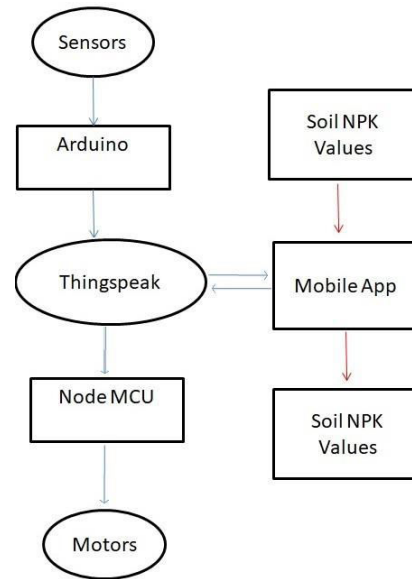 Sensors
Arduino
Thingspeak
Node MCU
Motors
Soil NPK
Values
Mobile App
Soil NPK
Values